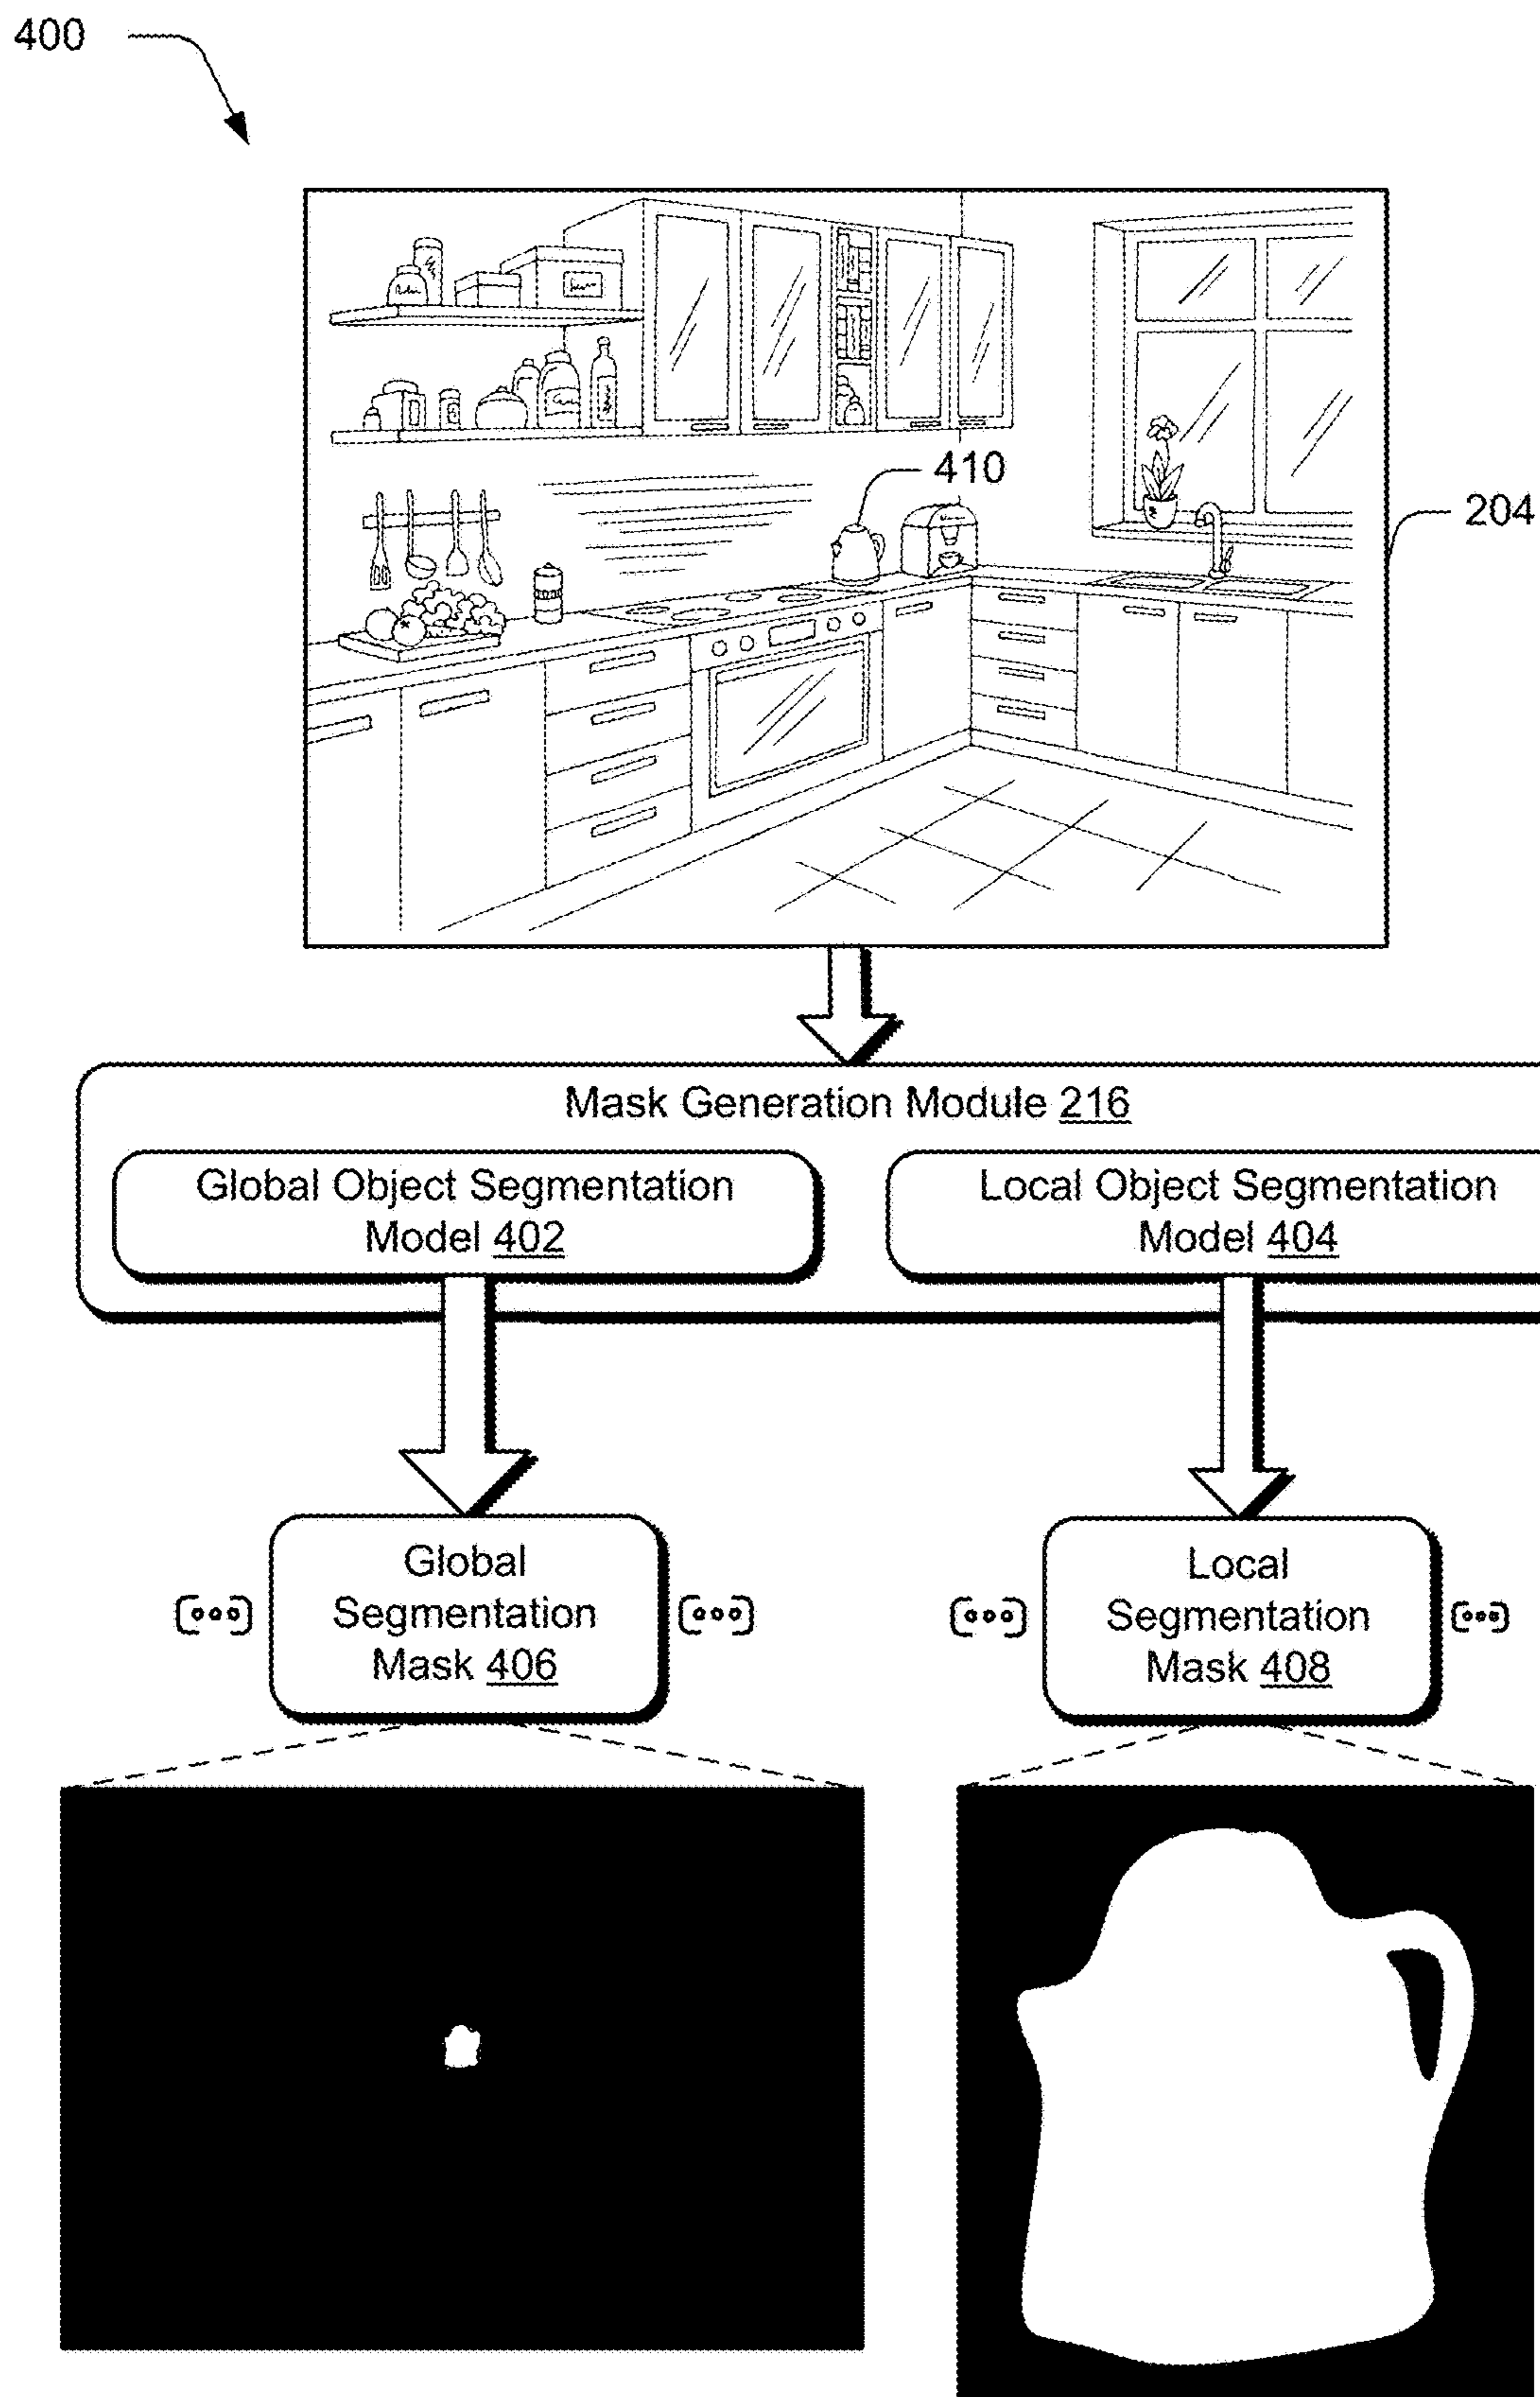 400
410
204
Mask Generation Module 216
Global Object Segmentation
Model 402
Local Object Segmentation
Model 404
Global
Segmentation
Mask 406
Local
Segmentation
Mask 408